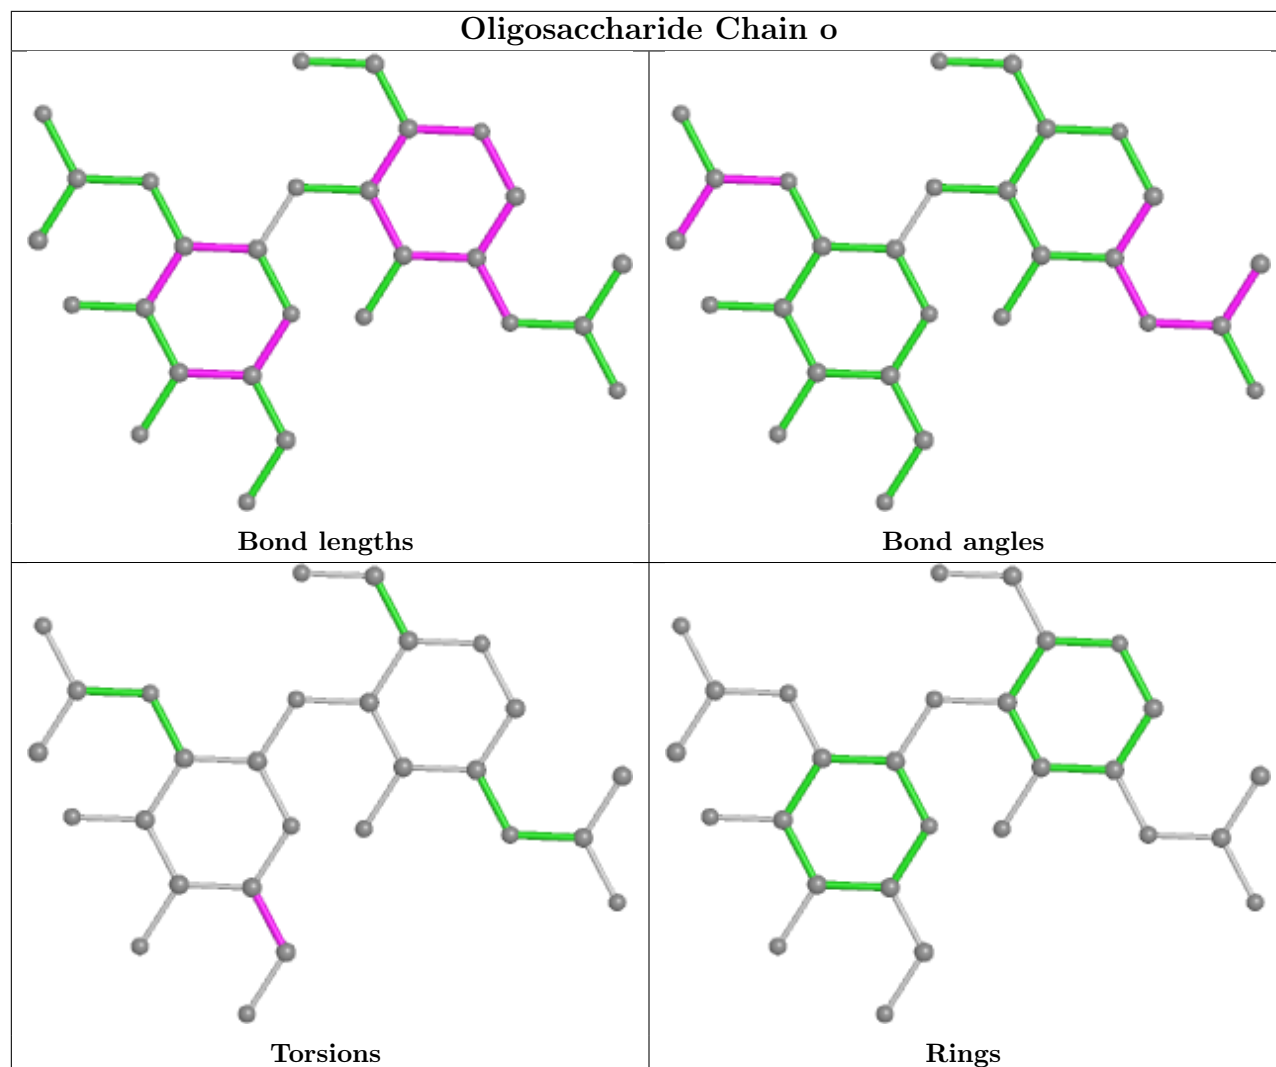 Oligosaccharide Chain o
Bond lengths
Bond angles
Torsions
Rings